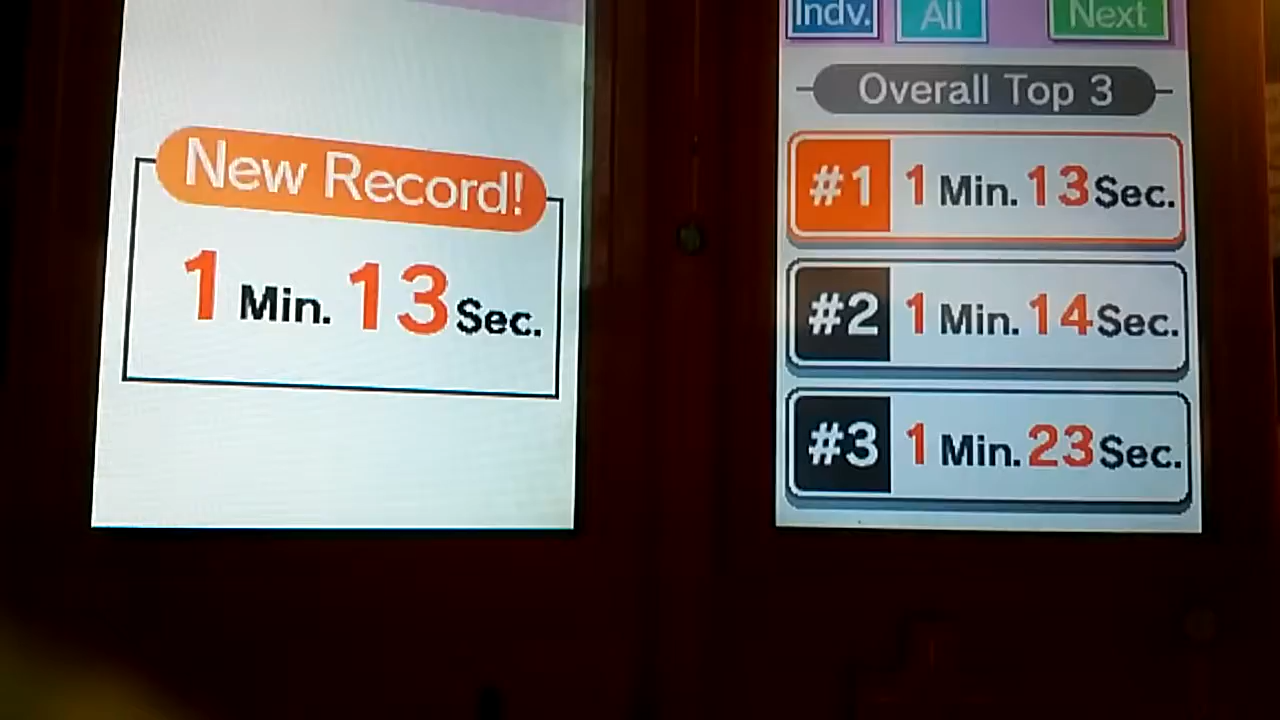 New Record!
1 Min. 13 Sec.
Indv. All Next
Overall Top 3
#1 1 Min. 13 Sec.
#2 1 Min. 14 Sec.
#3 1 Min. 23 Sec.